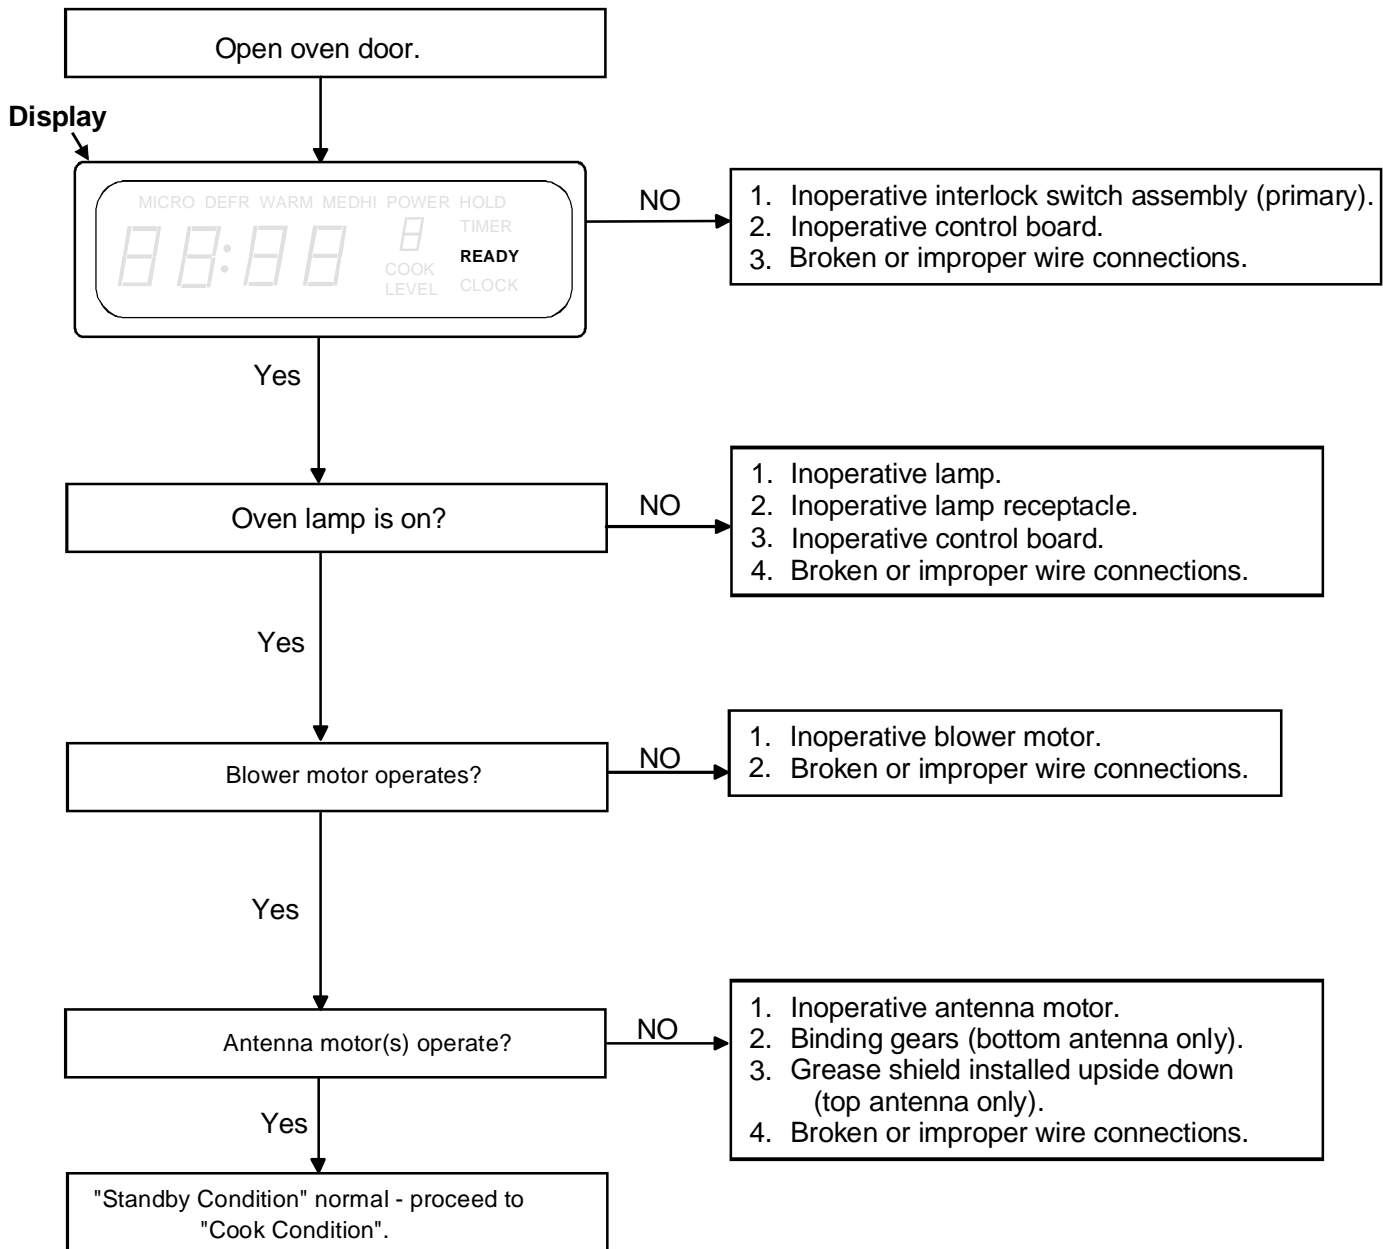 Open oven door.
Display
MICRO DEFR WARM MEDHI POWER HOLD
TIMER
88:88 8
READY
COOK
LEVEL CLOCK
NO
1. Inoperative interlock switch assembly (primary).
2. Inoperative control board.
3. Broken or improper wire connections.
Yes
Oven lamp is on?
NO
1. Inoperative lamp.
2. Inoperative lamp receptacle.
3. Inoperative control board.
4. Broken or improper wire connections.
Yes
Blower motor operates?
NO
1. Inoperative blower motor.
2. Broken or improper wire connections.
Yes
Antenna motor(s) operate?
NO
1. Inoperative antenna motor.
2. Binding gears (bottom antenna only).
3. Grease shield installed upside down
(top antenna only).
4. Broken or improper wire connections.
Yes
"Standby Condition" normal - proceed to
"Cook Condition".